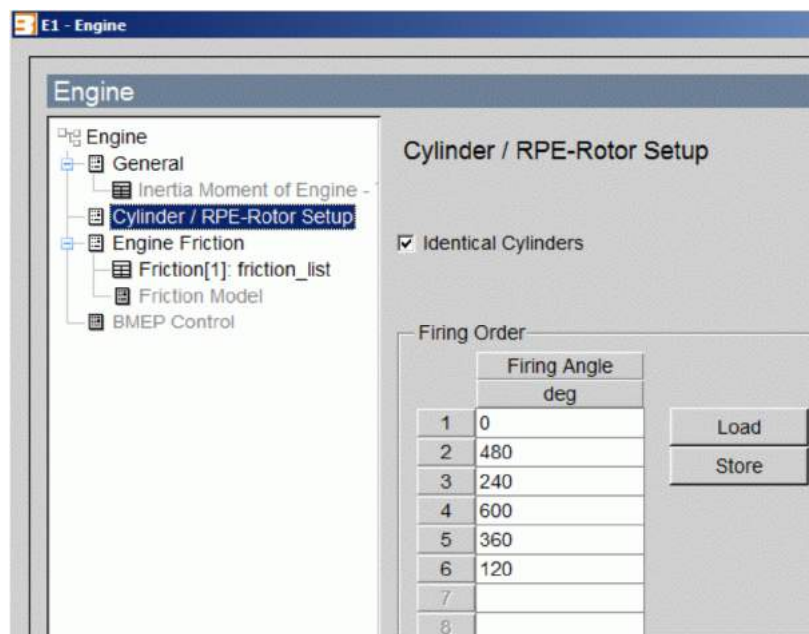 E1 - Engine
Engine
Engine
General
Inertia Moment of Engine -
Cylinder / RPE-Rotor Setup
Engine Friction
Friction[1]: friction_list
Friction Model
BMEP Control
Cylinder / RPE-Rotor Setup
Identical Cylinders
Firing Order
Firing Angle
deg
1 0
2 480
3 240
4 600
5 360
6 120
7
8
Load
Store